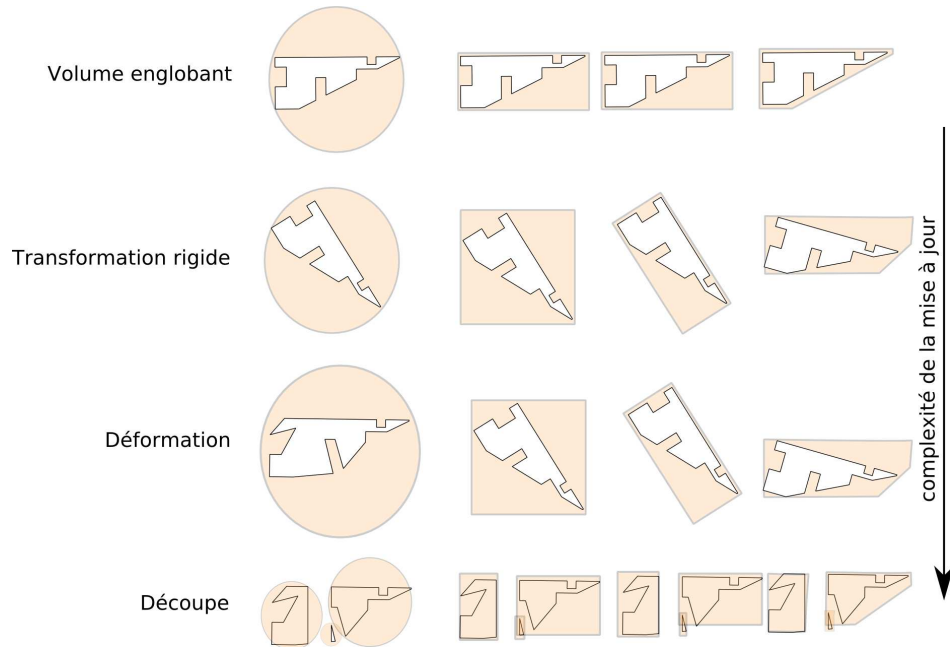 Volume englobant
Transformation rigide
Déformation
Découpe
complexité de la mise à jour